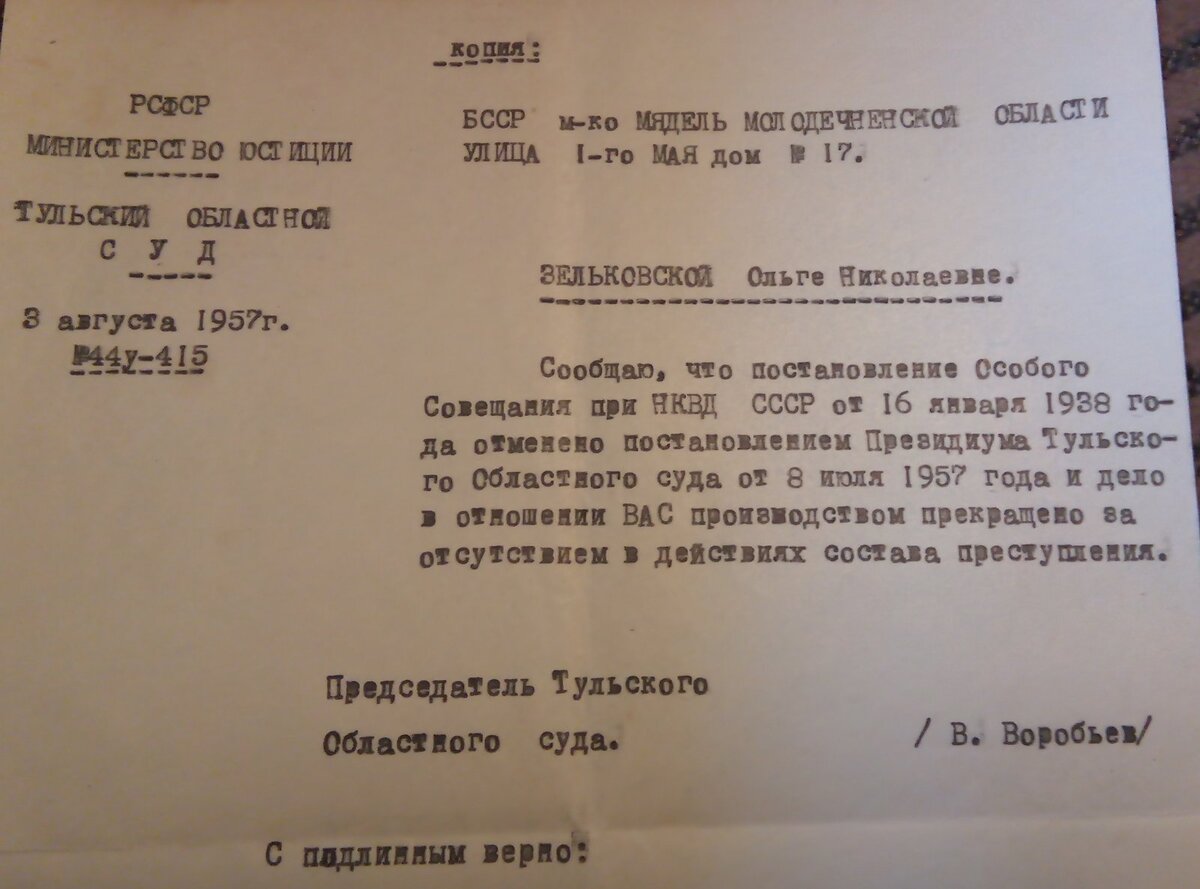 копия:
РСФСР
МИНИСТЕРСТВО ЮСТИЦИИ
ТУЛЬСКИЙ ОБЛАСТНОЙ
С У Д
3 августа 1957г.
№44у-415
БССР м-ко МЯДЕЛЬ МОЛОДЕЧНЕНСКОЙ ОБЛАСТИ
УЛИЦА I-го МАЯ дом № 17.
ЗЕЛЬКОВСКОЙ Ольге Николаевне.
Сообщаю, что постановление Особого
Совещания при НКВД СССР от 16 января 1938 го-
да отменено постановлением Президиума Тульско-
го Областного суда от 8 июля 1957 года и дело
в отношении ВАС производством прекращено за
отсутствием в действиях состава преступления.
Председатель Тульского
Областного суда.
/ В. Воробьев/
С подлинным верно: